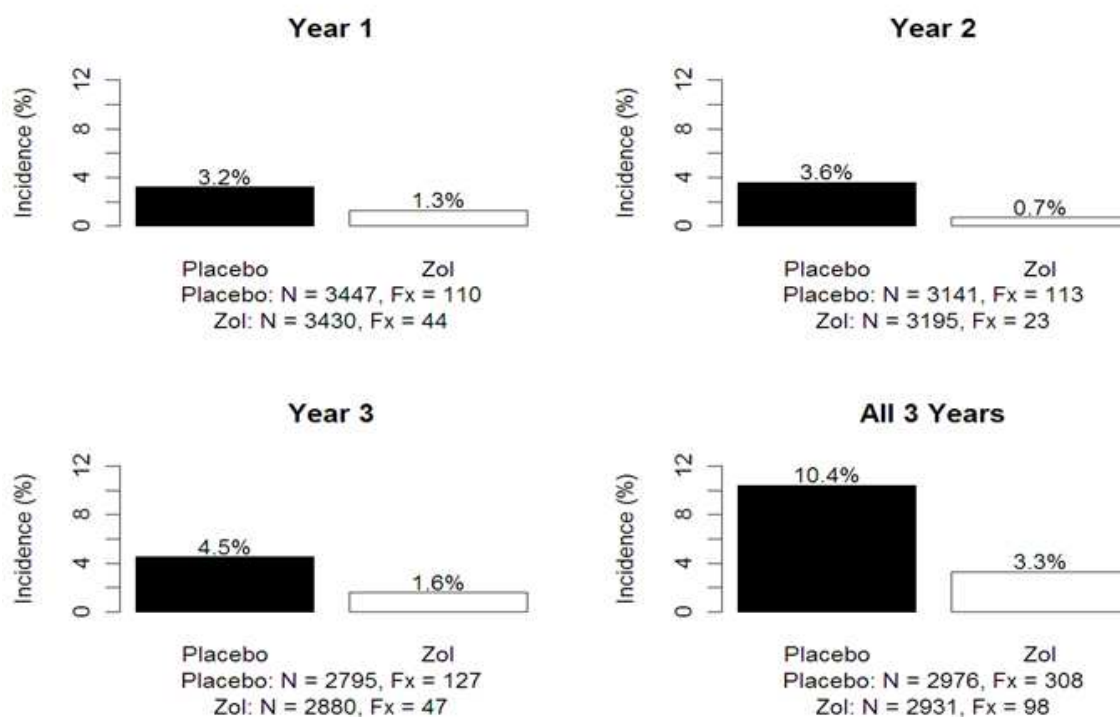 Year 1
Incidence (%)
12
8
4
0
3.2%
1.3%
Placebo Zol
Placebo: N = 3447, Fx = 110
Zol: N = 3430, Fx = 44
Year 2
Incidence (%)
12
8
4
0
3.6%
0.7%
Placebo Zol
Placebo: N = 3141, Fx = 113
Zol: N = 3195, Fx = 23
Year 3
Incidence (%)
12
8
4
0
4.5%
1.6%
Placebo Zol
Placebo: N = 2795, Fx = 127
Zol: N = 2880, Fx = 47
All 3 Years
Incidence (%)
12
8
4
0
10.4%
3.3%
Placebo Zol
Placebo: N = 2976, Fx = 308
Zol: N = 2931, Fx = 98